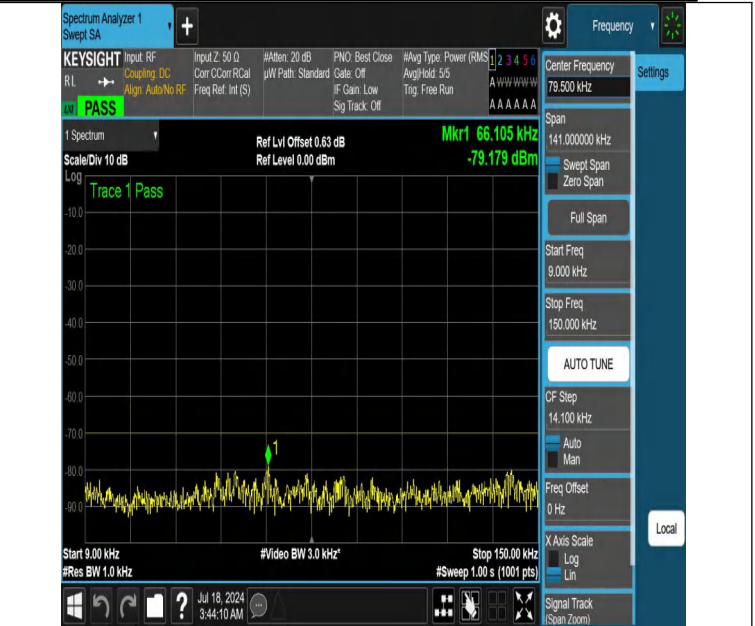 Spectrum Analyzer 1
Swept SA
+
Frequency
KEYSIGHT
RL
PASS
Input: RF
Coupling: DC
Align: Auto/No RF
Input Z: 50 Ω
Corr CCorr RCal
Freq Ref: Int (S)
#Atten: 20 dB
µW Path: Standard
PNO: Best Close
Gate: Off
IF Gain: Low
Sig Track: Off
#Avg Type: Power (RMS
Avg|Hold: 5/5
Trig: Free Run
1 2 3 4 5 6
A W W W W W
A A A A A A
1 Spectrum
Scale/Div 10 dB
Ref Lvl Offset 0.63 dB
Ref Level 0.00 dBm
Mkr1 66.105 kHz
-79.179 dBm
Log
Trace 1 Pass
-10.0
-20.0
-30.0
-40.0
-50.0
-60.0
-70.0
-80.0
-90.0
1
Start 9.00 kHz
#Res BW 1.0 kHz
#Video BW 3.0 kHz*
Stop 150.00 kHz
#Sweep 1.00 s (1001 pts)
Center Frequency
79.500 kHz
Settings
Span
141.000000 kHz
Swept Span
Zero Span
Full Span
Start Freq
9.000 kHz
Stop Freq
150.000 kHz
AUTO TUNE
CF Step
14.100 kHz
Auto
Man
Freq Offset
0 Hz
X Axis Scale
Log
Lin
Local
Signal Track
(Span Zoom)
?
Jul 18, 2024
3:44:10 AM